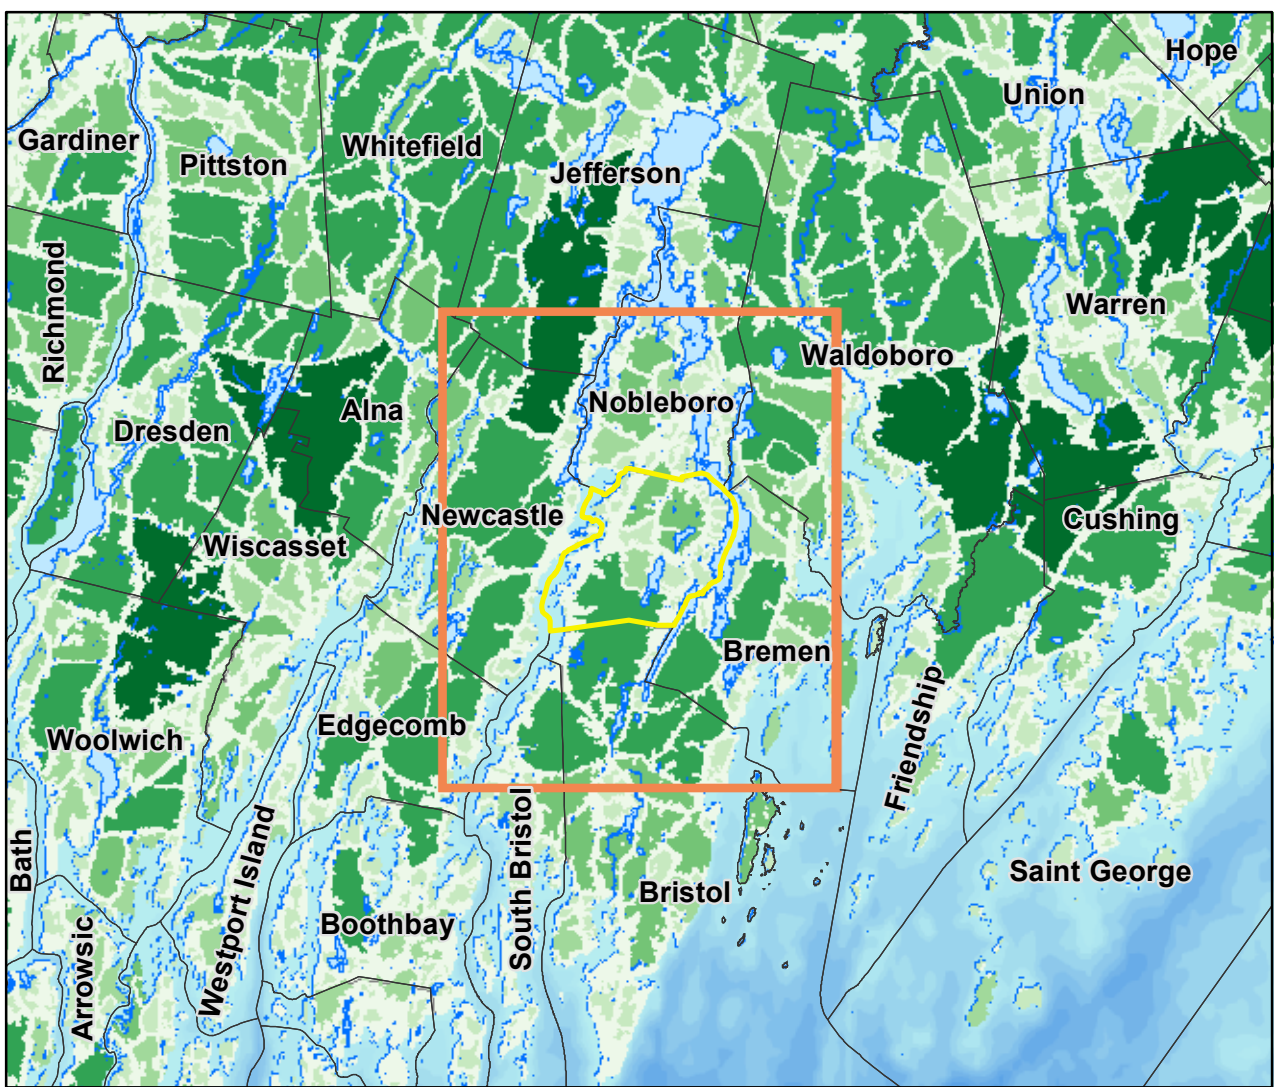 Hope
Union
Gardiner
Whitefield
Pittston
Jefferson
Richmond
Warren
Waldoboro
Nobleboro
Alna
Dresden
Newcastle
Cushing
Wiscasset
Bremen
Friendship
Edgecomb
Woolwich
Bath
Westport Island
South Bristol
Saint George
Bristol
Boothbay
Arrowsic